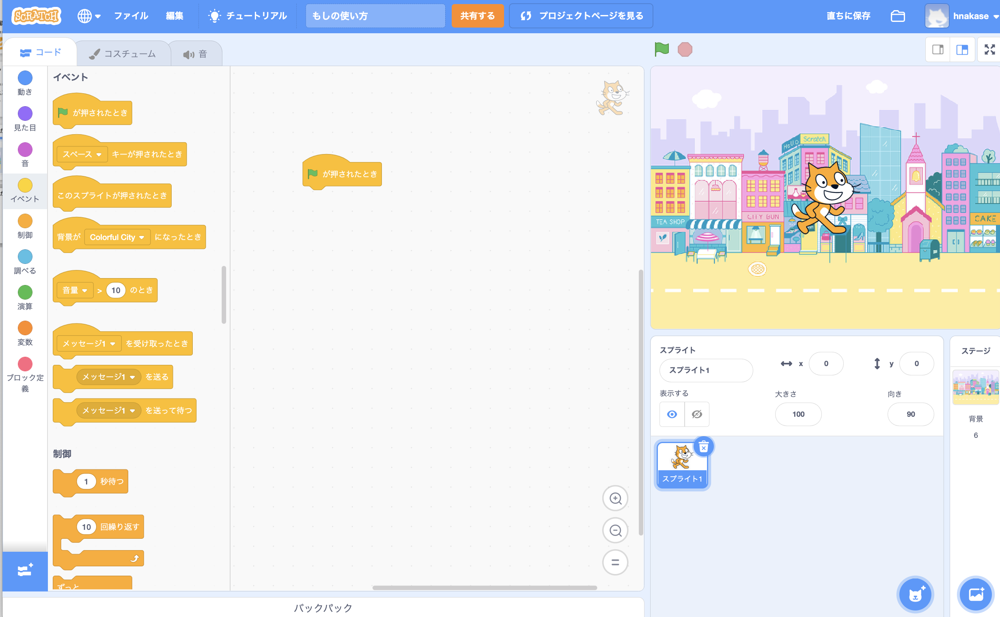 SCRATCH
ファイル
編集
チュートリアル
もしの使い方
共有する
プロジェクトページを見る
直ちに保存
hnakase
コード
コスチューム
音
動き
見た目
音
イベント
制御
調べる
演算
変数
ブロック定
義
イベント
が押されたとき
スペース キーが押されたとき
このスプライトが押されたとき
背景が Colorful City になったとき
音量 > 10 のとき
メッセージ1 を受け取ったとき
メッセージ1 を送る
メッセージ1 を送って待つ
制御
1 秒待つ
10 回繰り返す
ずっと
が押されたとき
バックパック
Scratch
TEA SHOP
CITY BUN
CAKE
スプライト
スプライト1
x 0
y 0
表示する
大きさ
100
向き
90
スプライト1
ステージ
背景
6